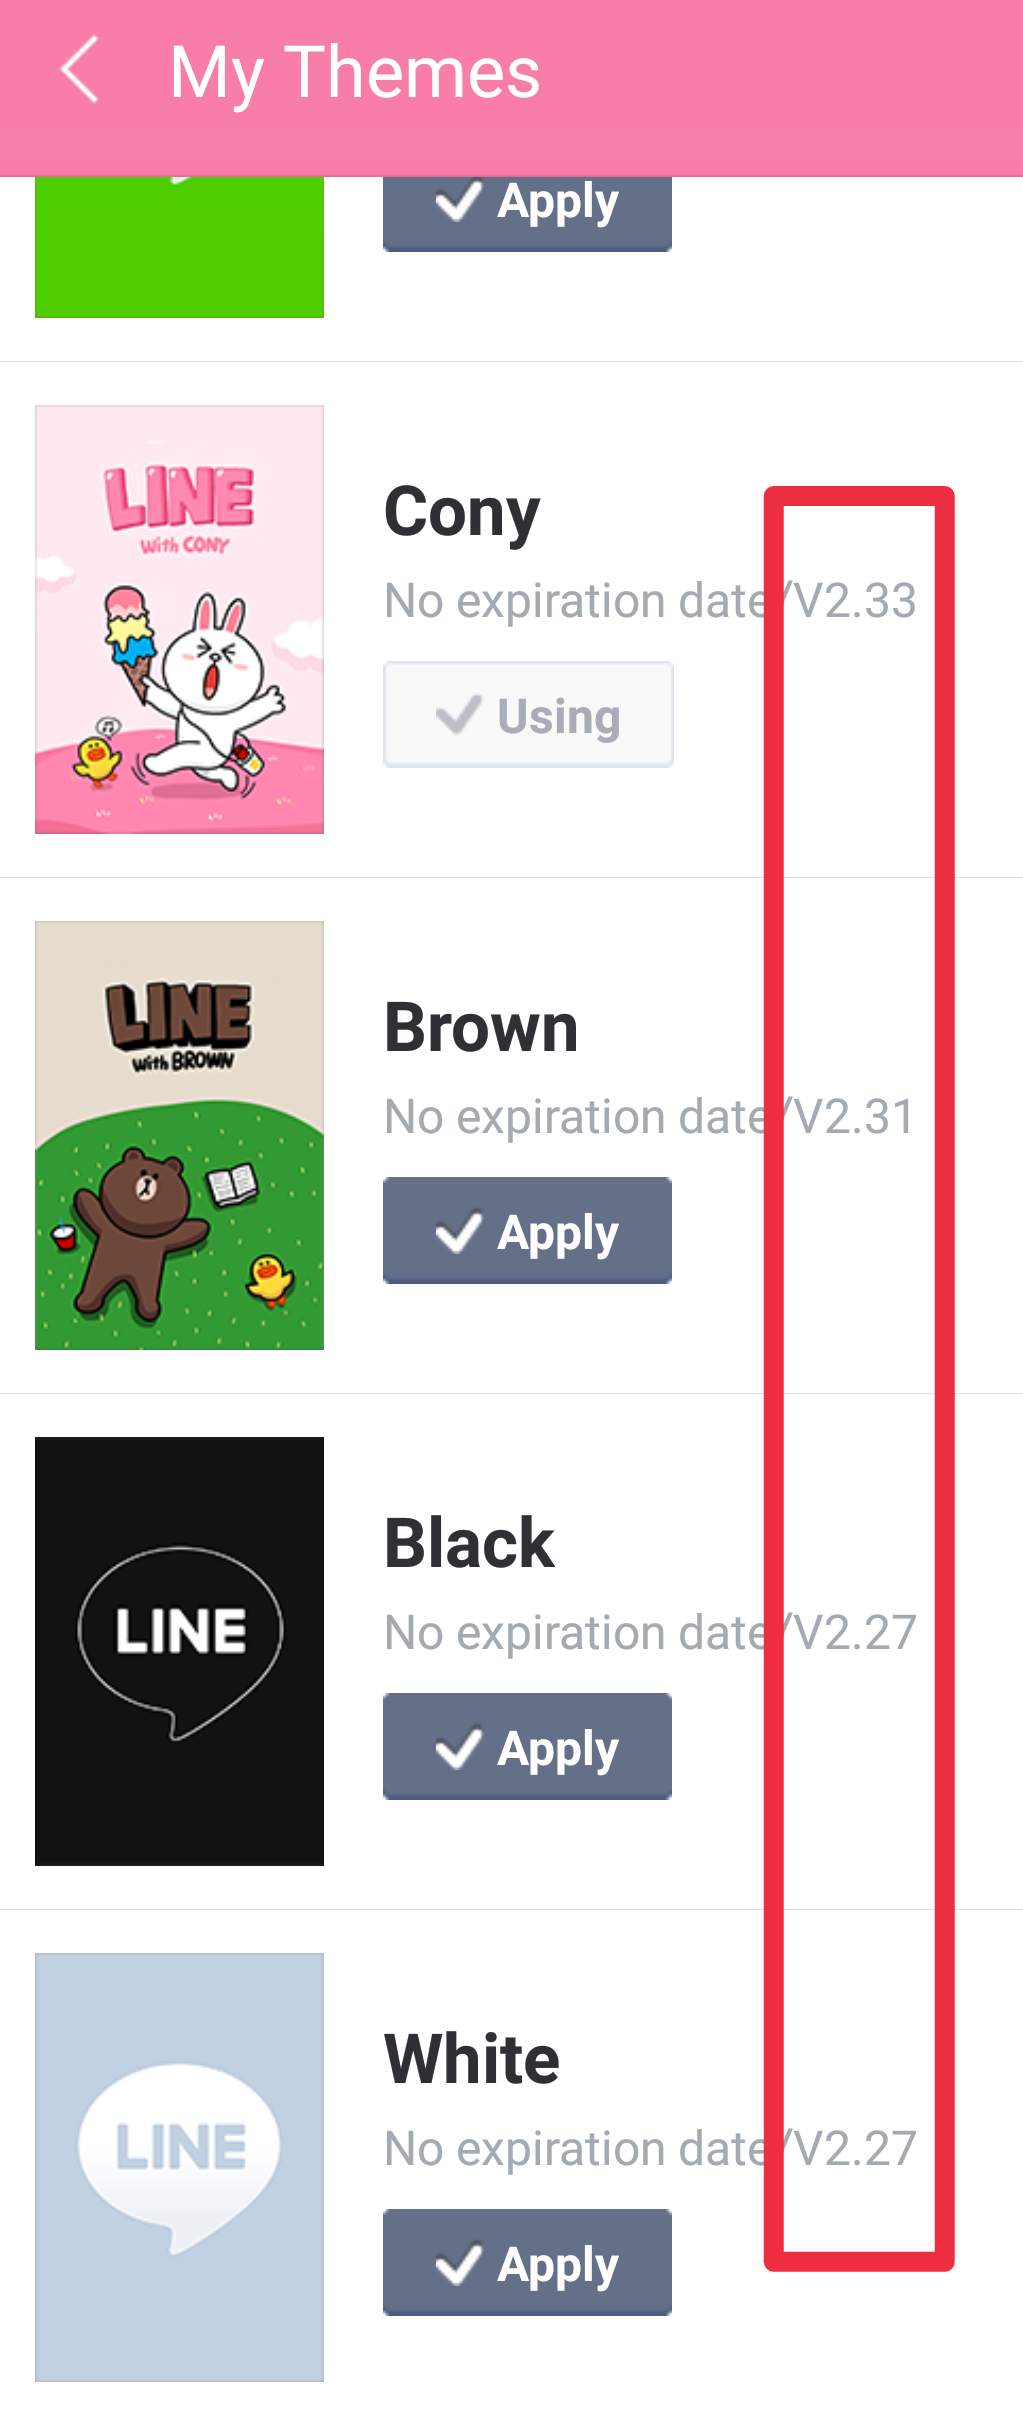 My Themes
Apply
LINE
With CONY
Cony
No expiration date/V2.33
Using
LINE
With BROWN
Brown
No expiration date/V2.31
Apply
LINE
Black
No expiration date/V2.27
Apply
LINE
White
No expiration date/V2.27
Apply